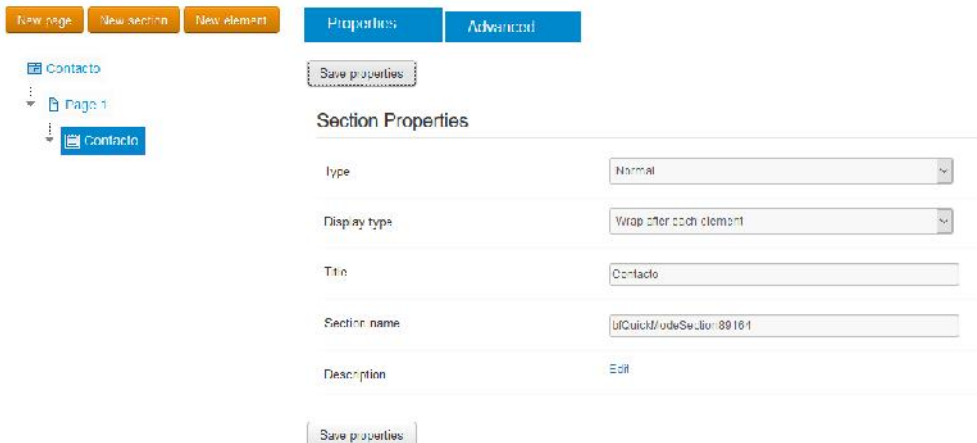 New page New section New element
Properties Advanced
Contacto
Save properties
Page 1
Section Properties
Contacto
Type Normal
Display type Wrap after each element
Title Contacto
Section name bfQuickModeSection89164
Description Edit
Save properties